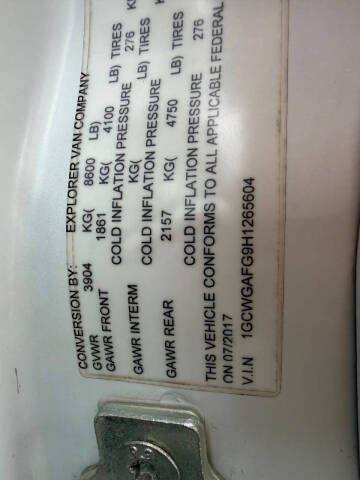 CONVERSION BY: EXPLORER VAN COMPANY
GVWR 3904 KG( 8600 LB)
GAWR FRONT 1861 KG( 4100 LB) TIRES
COLD INFLATION PRESSURE 276
GAWR INTERM KG( LB) TIRES
COLD INFLATION PRESSURE
GAWR REAR 2157 KG( 4750 LB) TIRES
COLD INFLATION PRESSURE 276
THIS VEHICLE CONFORMS TO ALL APPLICABLE FEDERAL
ON 07/2017
V.I.N 1GCWGAFG9H1265604
8.8